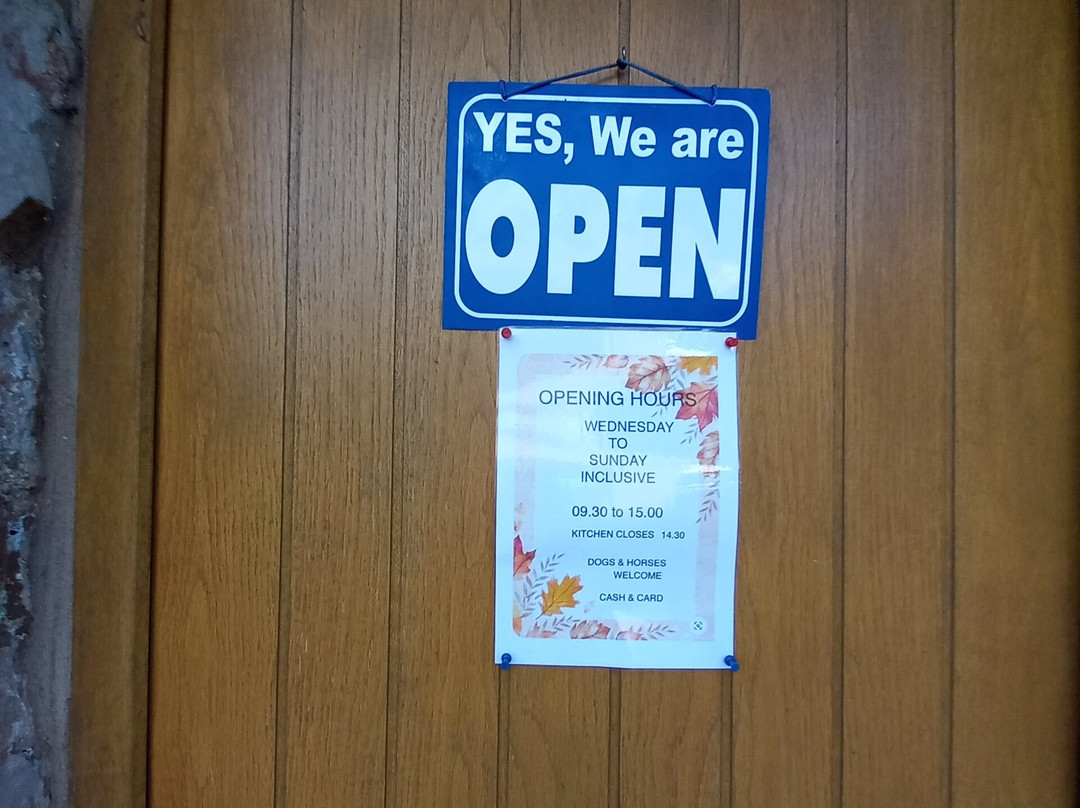 YES, We are
OPEN
OPENING HOURS
WEDNESDAY
TO
SUNDAY
INCLUSIVE
09.30 to 15.00
KITCHEN CLOSES 14.30
DOGS & HORSES
WELCOME
CASH & CARD